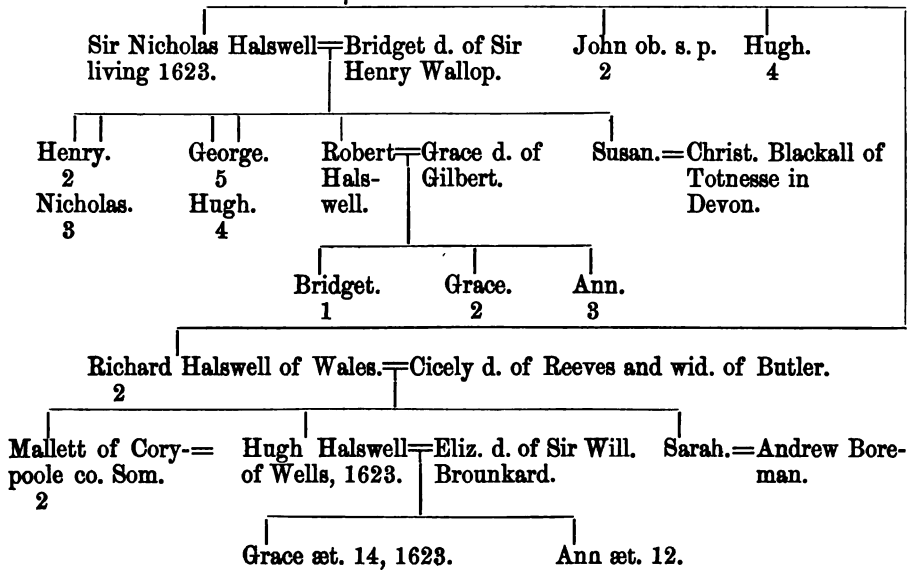 Sir Nicholas Halswell=Bridget d. of Sir John ob. s. p. Hugh.
living 1623. Henry Wallop. 2 4
Henry. George. Robert=Grace d. of Susan.=Christ. Blackall of
2 5 Hals- Gilbert. Totnesse in
Nicholas. Hugh. well. Devon.
3 4
Bridget. Grace. Ann.
1 2 3
Richard Halswell of Wales.=Cicely d. of Reeves and wid. of Butler.
2
Mallett of Cory-= Hugh Halswell=Eliz. d. of Sir Will. Sarah.=Andrew Bore-
poole co. Som. of Wells, 1623. Brounkard. man.
2
Grace æt. 14, 1623. Ann æt. 12.